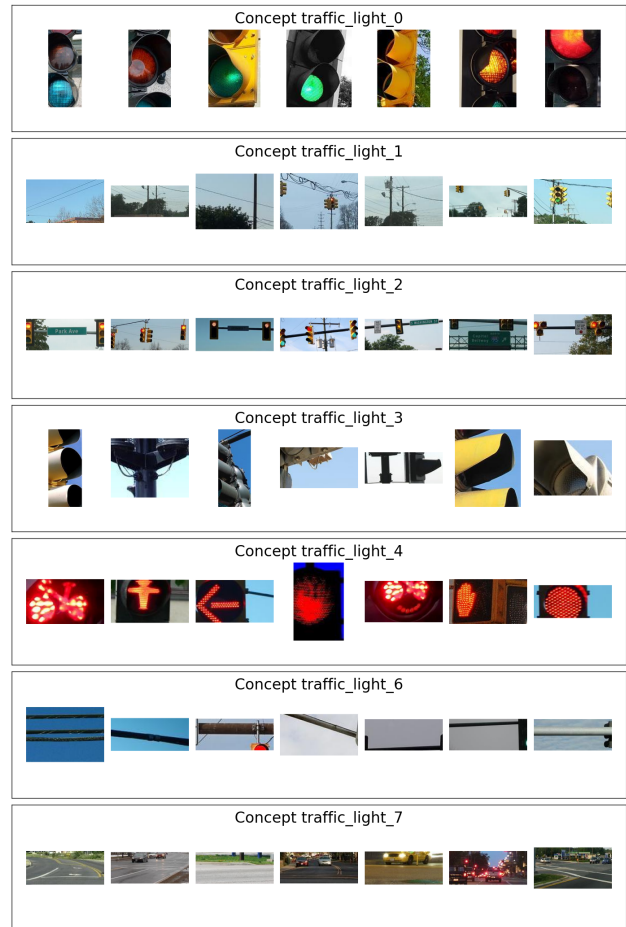 Concept traffic_light_0
Concept traffic_light_1
Concept traffic_light_2
Park Ave
Concept traffic_light_3
Concept traffic_light_4
Concept traffic_light_6
Concept traffic_light_7